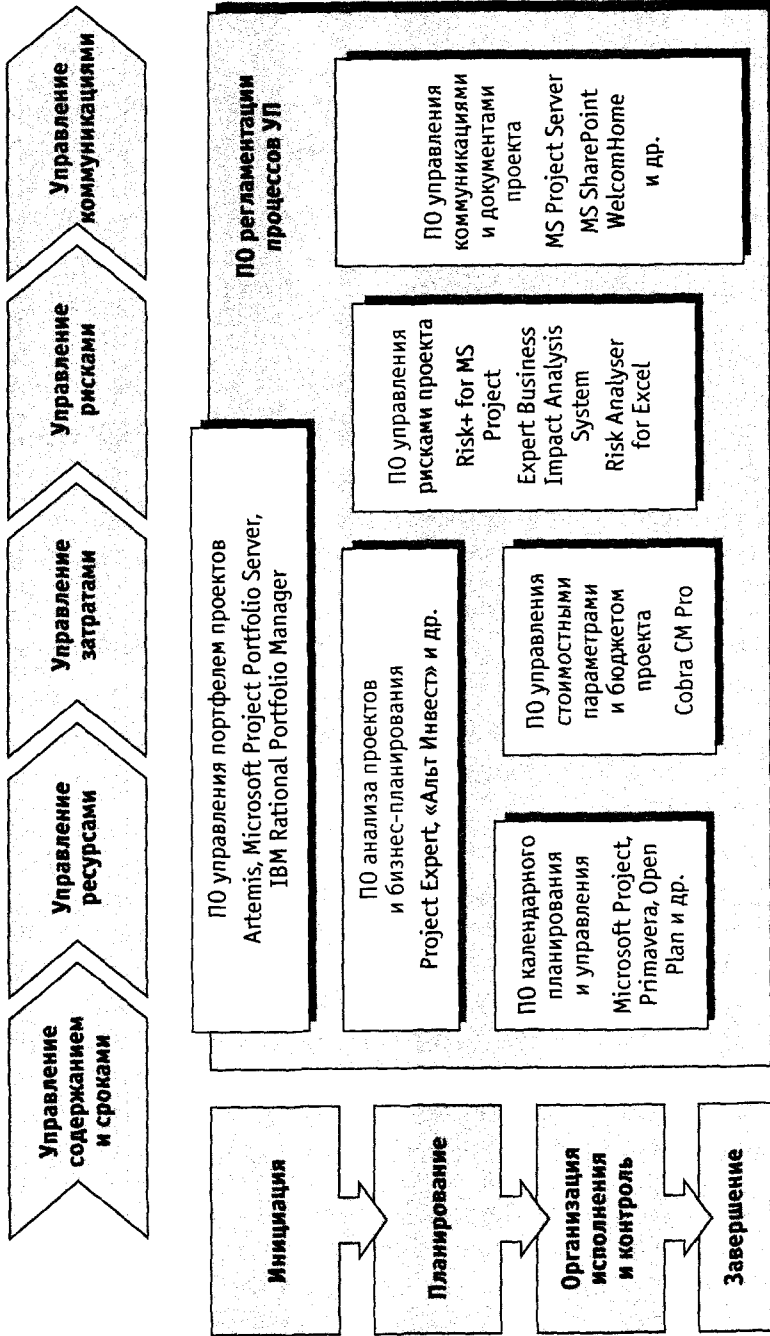 Управление
содержанием
и сроками
Управление
ресурсами
Управление
затратами
Управление
рисками
Управление
коммуникациями
Инициация
Планирование
Организация
исполнения
и контроль
Завершение
ПО регламентации
процессов УП
ПО управления портфелем проектов
Artemis, Microsoft Project Portfolio Server,
IBM Rational Portfolio Manager
ПО анализа проектов
и бизнес-планирования
Project Expert, «Альт Инвест» и др.
ПО календарного
планирования
и управления
Microsoft Project,
Primavera, Open
Plan и др.
ПО управления
стоимостными
параметрами
и бюджетом
проекта
Cobra CM Pro
ПО управления
рисками проекта
Risk+ for MS
Project
Expert Business
Impact Analysis
System
Risk Analyser
for Excel
ПО управления
коммуникациями
и документами
проекта
MS Project Server
MS SharePoint
WelcomHome
и др.